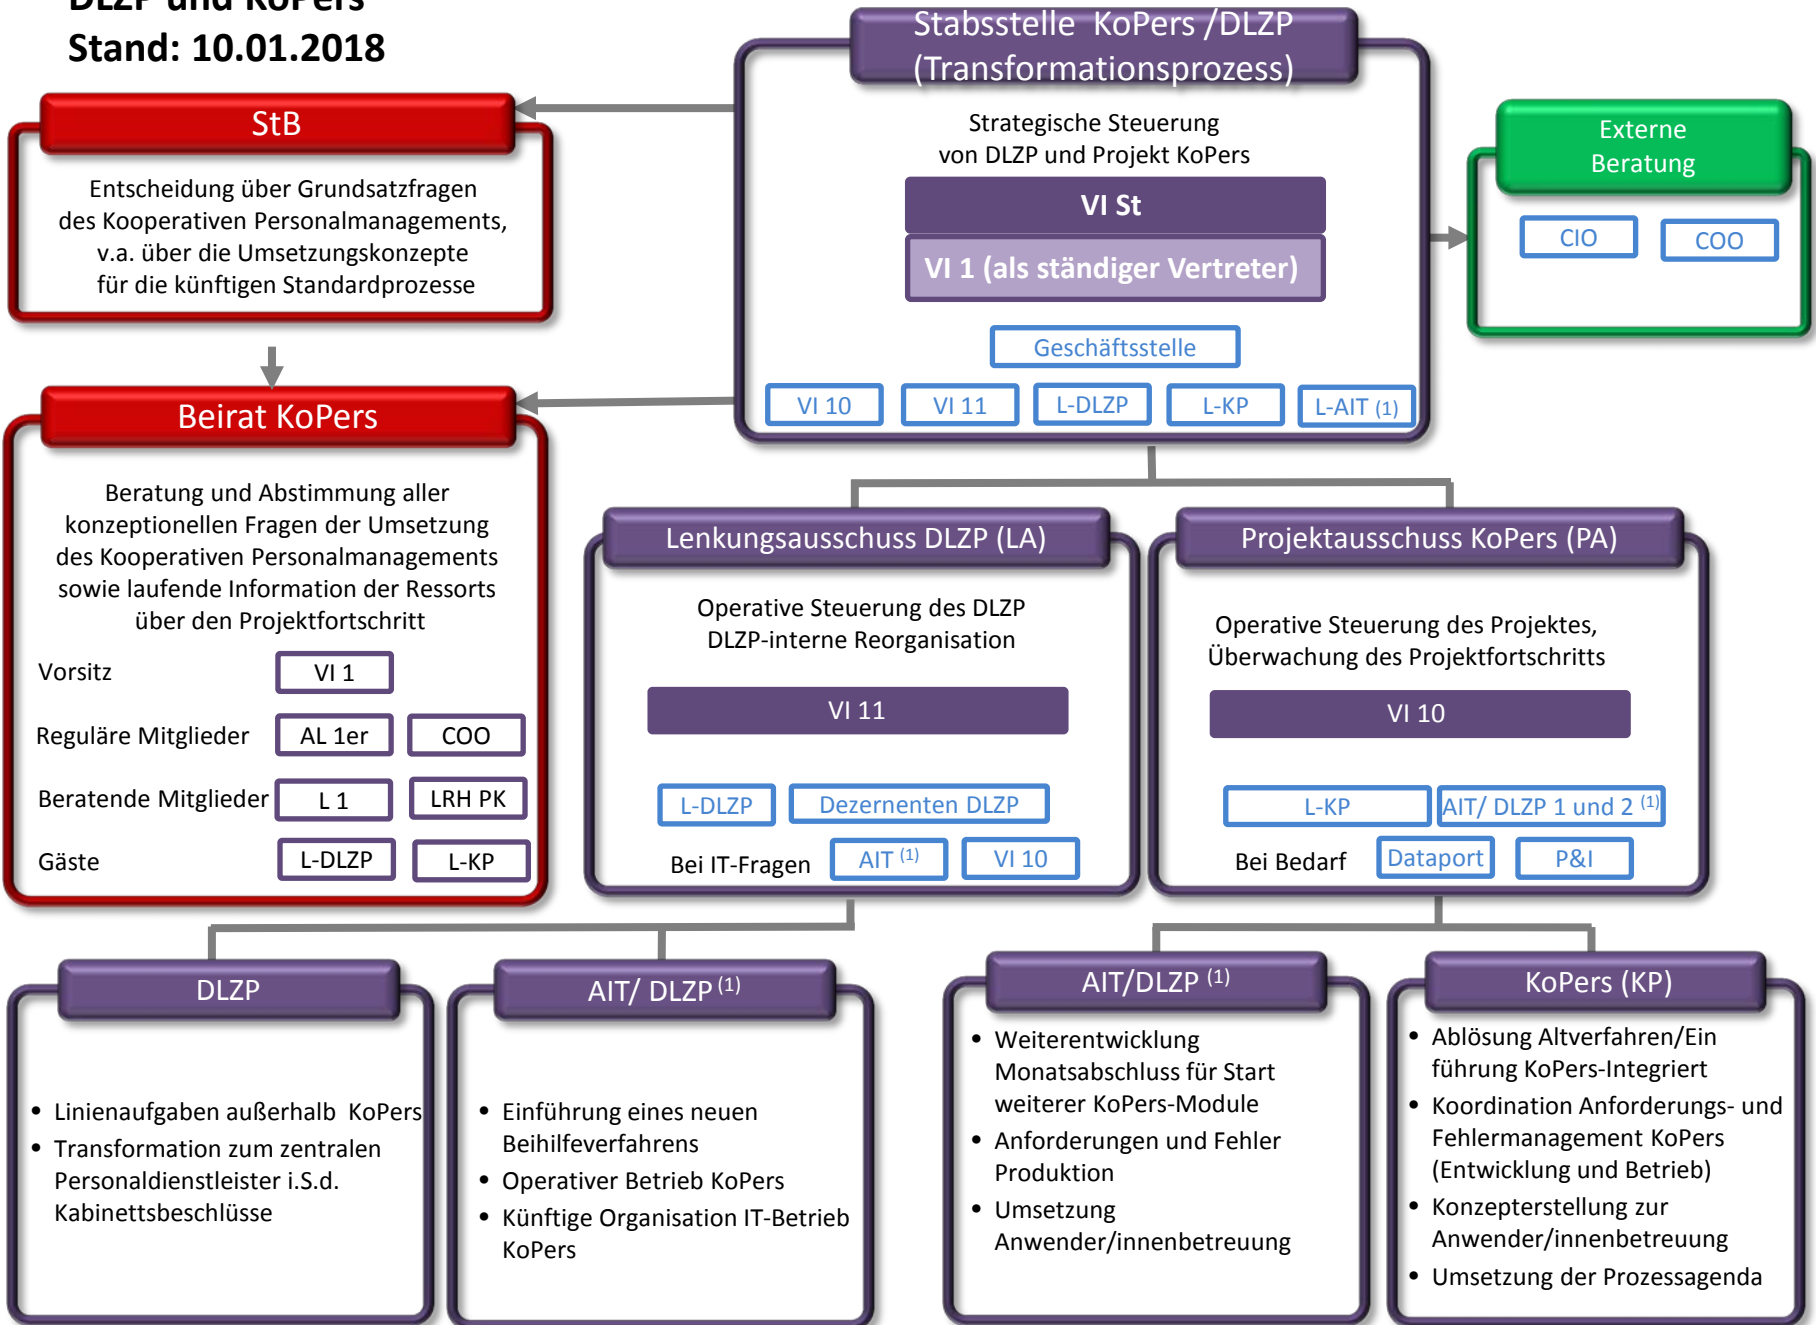 DLZP und KoPers
Stand: 10.01.2018
Stabsstelle KoPers /DLZP
(Transformationsprozess)
Strategische Steuerung
von DLZP und Projekt KoPers
VI St
VI 1 (als ständiger Vertreter)
Geschäftsstelle
VI 10
VI 11
L-DLZP
L-KP
L-AIT (1)
StB
Entscheidung über Grundsatzfragen
des Kooperativen Personalmanagements,
v.a. über die Umsetzungskonzepte
für die künftigen Standardprozesse
Externe
Beratung
CIO
COO
Beirat KoPers
Beratung und Abstimmung aller
konzeptionellen Fragen der Umsetzung
des Kooperativen Personalmanagements
sowie laufende Information der Ressorts
über den Projektfortschritt
Vorsitz
VI 1
Reguläre Mitglieder
AL 1er
COO
Beratende Mitglieder
L 1
LRH PK
Gäste
L-DLZP
L-KP
Lenkungsausschuss DLZP (LA)
Operative Steuerung des DLZP
DLZP-interne Reorganisation
VI 11
L-DLZP
Dezernenten DLZP
Bei IT-Fragen
AIT (1)
VI 10
Projektausschuss KoPers (PA)
Operative Steuerung des Projektes,
Überwachung des Projektfortschritts
VI 10
L-KP
AIT/ DLZP 1 und 2 (1)
Bei Bedarf
Dataport
P&I
DLZP
• Linienaufgaben außerhalb KoPers
• Transformation zum zentralen
Personaldienstleister i.S.d.
Kabinettsbeschlüsse
AIT/ DLZP (1)
• Einführung eines neuen
Beihilfeverfahrens
• Operativer Betrieb KoPers
• Künftige Organisation IT-Betrieb
KoPers
AIT/DLZP (1)
• Weiterentwicklung
Monatsabschluss für Start
weiterer KoPers-Module
• Anforderungen und Fehler
Produktion
• Umsetzung
Anwender/innenbetreuung
KoPers (KP)
• Ablösung Altverfahren/Ein
führung KoPers-Integriert
• Koordination Anforderungs- und
Fehlermanagement KoPers
(Entwicklung und Betrieb)
• Konzepterstellung zur
Anwender/innenbetreuung
• Umsetzung der Prozessagenda